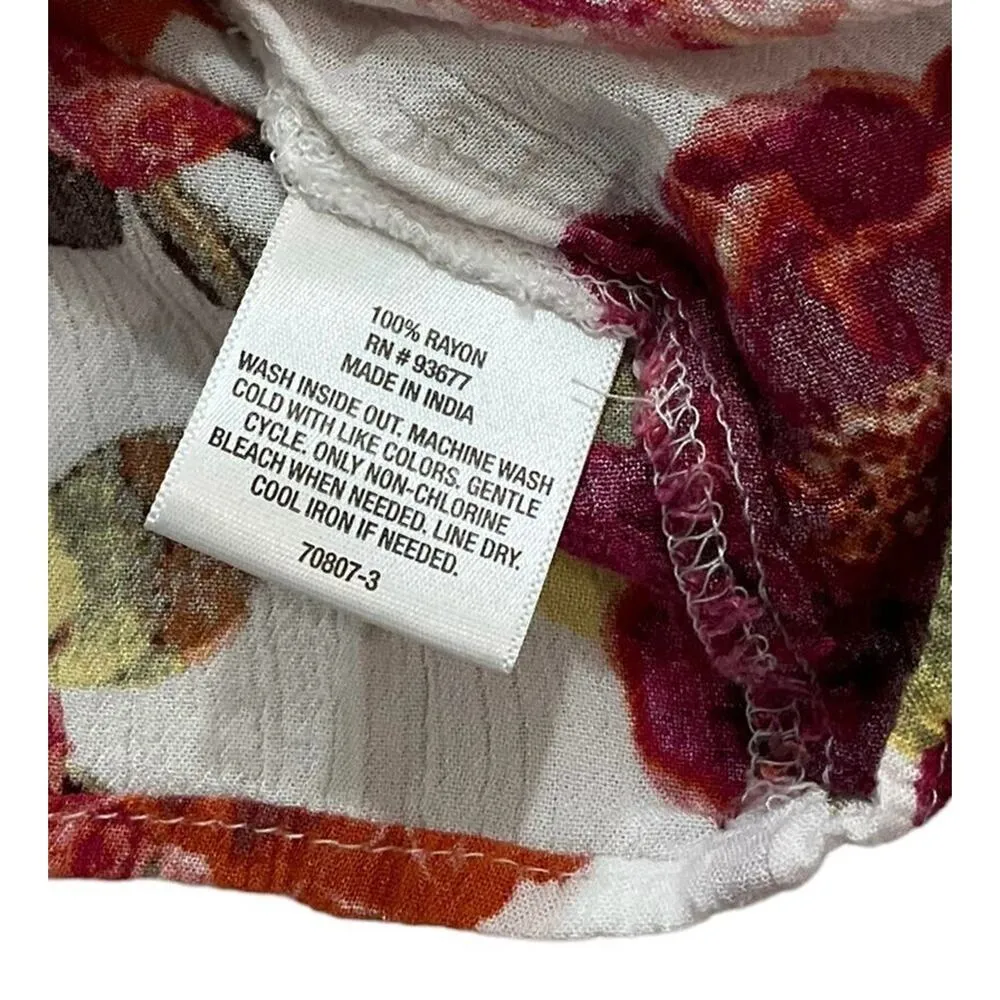 100% RAYON
RN # 93677
MADE IN INDIA
WASH INSIDE OUT. MACHINE WASH
COLD WITH LIKE COLORS. GENTLE
CYCLE. ONLY NON-CHLORINE
BLEACH WHEN NEEDED. LINE DRY.
COOL IRON IF NEEDED.
70807-3